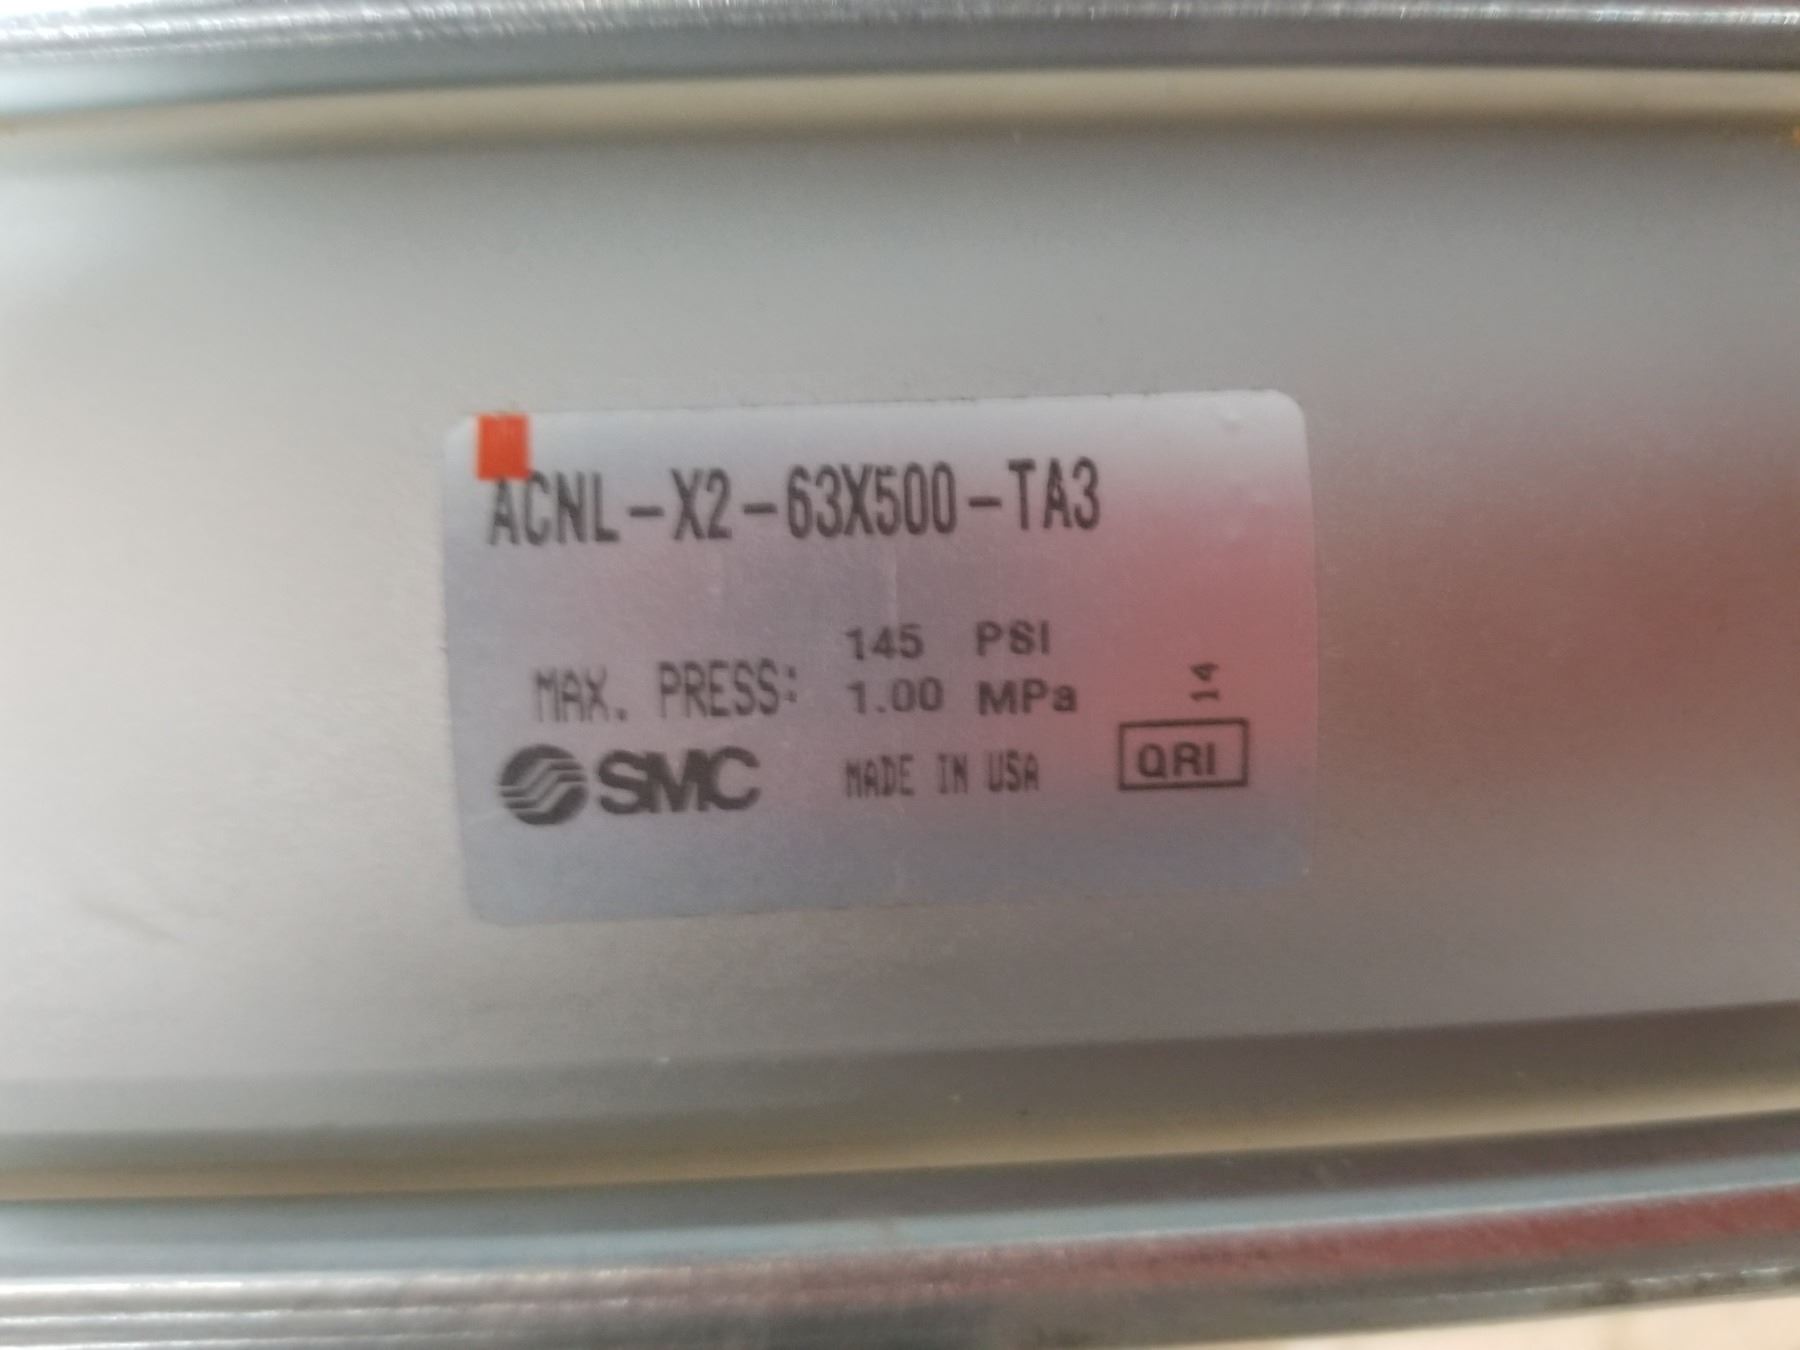 ACNL-X2-63X500-TA3
145 PSI
MAX. PRESS: 1.00 MPa
14
SMC MADE IN USA QRI